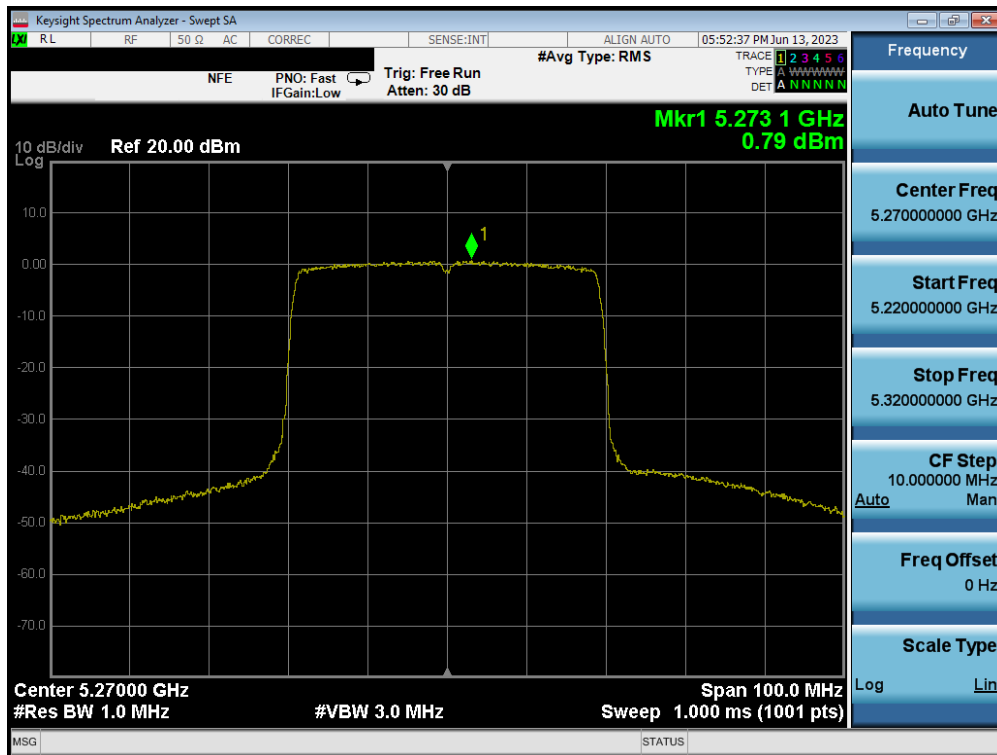 Keysight Spectrum Analyzer - Swept SA
LXI RL RF 50 Ω AC CORREC SENSE:INT ALIGN AUTO 05:52:37 PM Jun 13, 2023
NFE PNO: Fast Trig: Free Run #Avg Type: RMS TRACE 1 2 3 4 5 6
IFGain:Low Atten: 30 dB TYPE A WWWWW
DET A N N N N N
Frequency
Mkr1 5.273 1 GHz
0.79 dBm
10 dB/div Ref 20.00 dBm
Log
1
10.0
0.00
-10.0
-20.0
-30.0
-40.0
-50.0
-60.0
-70.0
Center 5.27000 GHz Span 100.0 MHz
#Res BW 1.0 MHz #VBW 3.0 MHz Sweep 1.000 ms (1001 pts)
Auto Tune
Center Freq
5.270000000 GHz
Start Freq
5.220000000 GHz
Stop Freq
5.320000000 GHz
CF Step
10.000000 MHz
Auto Man
Freq Offset
0 Hz
Scale Type
Log Lin
MSG STATUS